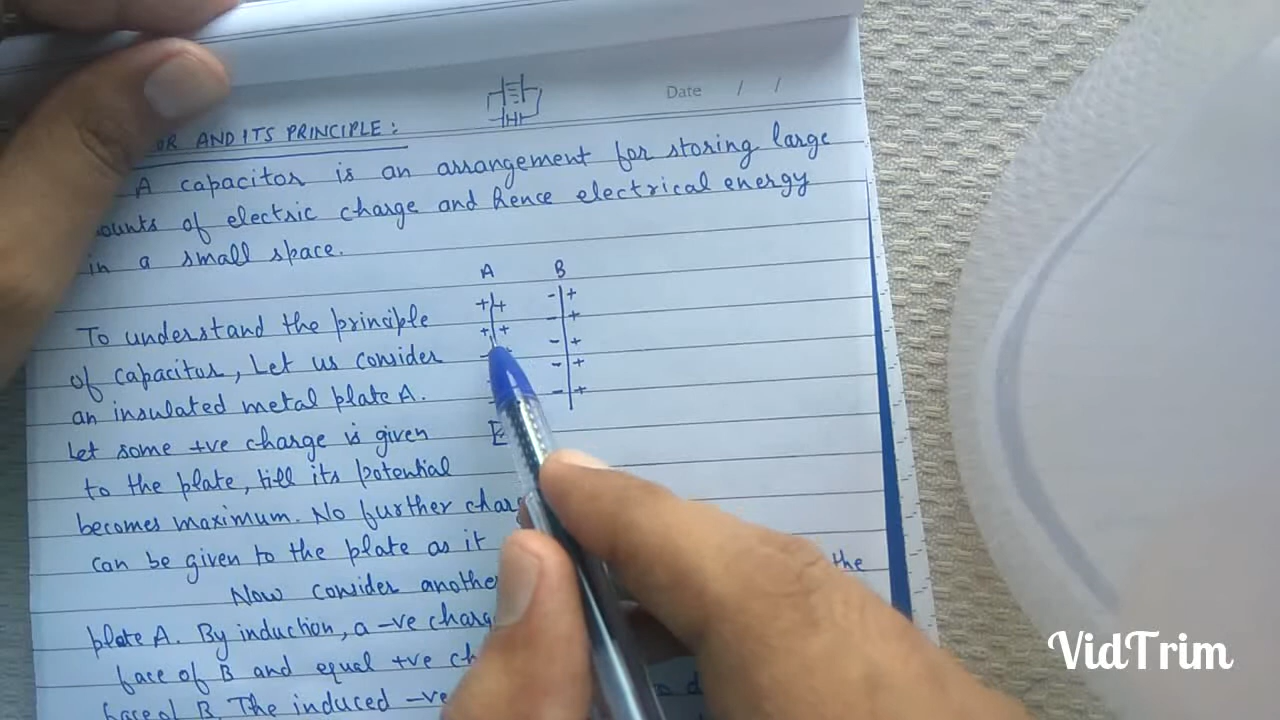 Date / /
OR AND ITS PRINCIPLE:
A capacitor is an arrangement for storing large
ounts of electric charge and hence electrical energy
in a small space.
A B
To understand the principle
of capacitor, Let us consider
an insulated metal plate A.
Let some +ve charge is given
to the plate, till its potential
becomes maximum. No further charg
can be given to the plate as it
Now consider another the
plate A. By induction, a -ve charge
face of B and equal +ve ch
face of B. The induced -ve
VidTrim